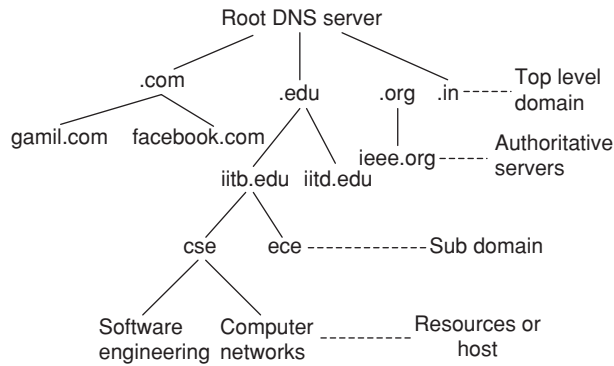 Root DNS server
.com
.edu
.org
.in
Top level
domain
gamil.com
facebook.com
ieee.org
Authoritative
servers
iitb.edu
iitd.edu
cse
ece
Sub domain
Software
engineering
Computer
networks
Resources or
host